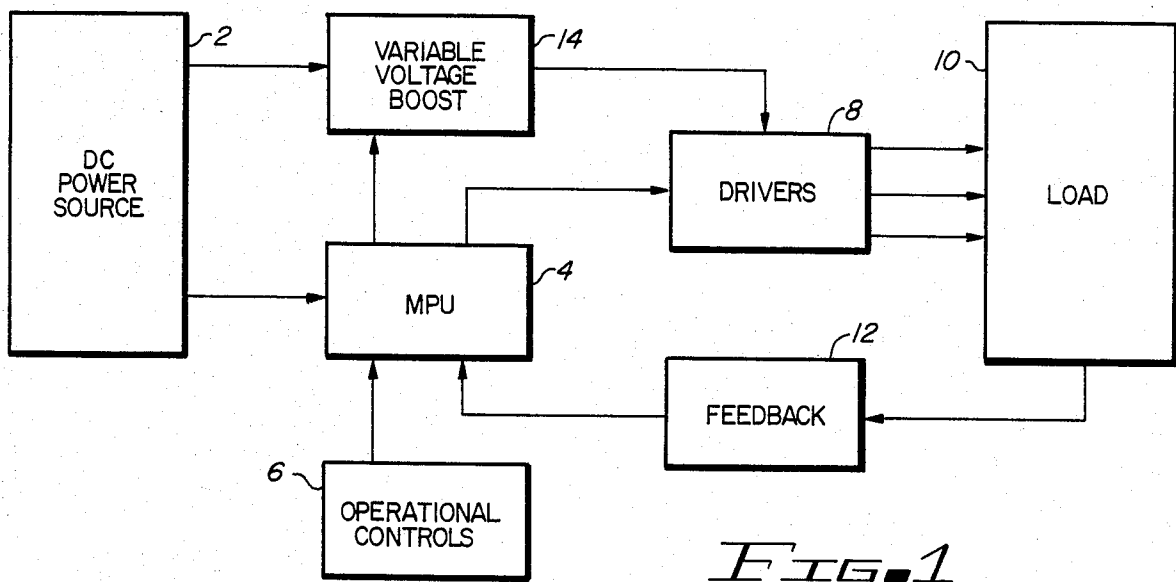 2
DC
POWER
SOURCE
VARIABLE
VOLTAGE
BOOST
14
8
DRIVERS
10
LOAD
4
MPU
12
FEEDBACK
6
OPERATIONAL
CONTROLS
FIG. 1